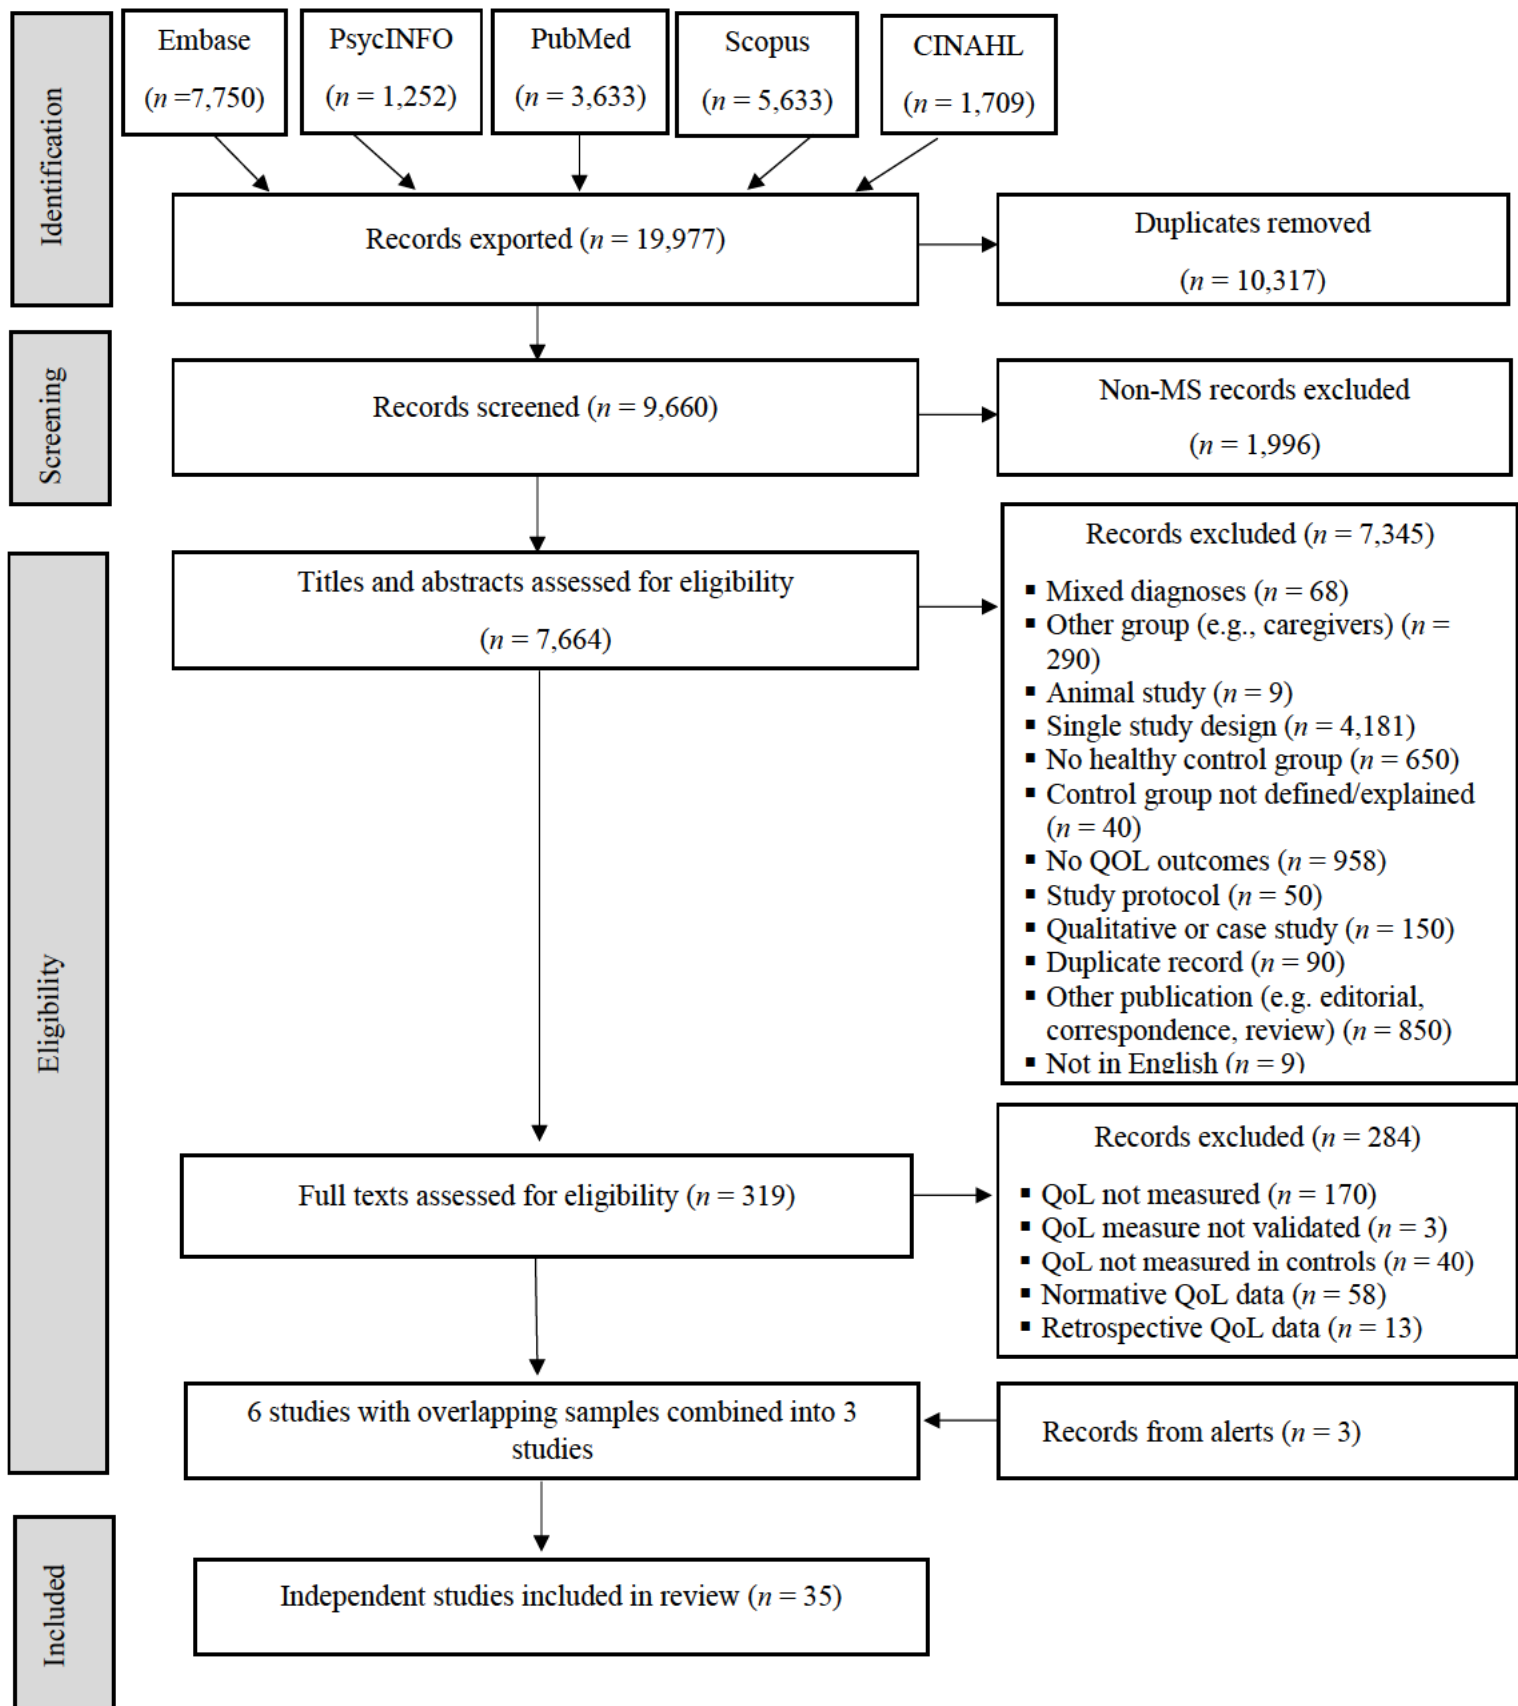 Identification
Embase
(n =7,750)
PsycINFO
(n = 1,252)
PubMed
(n = 3,633)
Scopus
(n = 5,633)
CINAHL
(n = 1,709)
Records exported (n = 19,977)
Duplicates removed
(n = 10,317)
Screening
Records screened (n = 9,660)
Non-MS records excluded
(n = 1,996)
Eligibility
Titles and abstracts assessed for eligibility
(n = 7,664)
Records excluded (n = 7,345)
▪ Mixed diagnoses (n = 68)
▪ Other group (e.g., caregivers) (n =
290)
▪ Animal study (n = 9)
▪ Single study design (n = 4,181)
▪ No healthy control group (n = 650)
▪ Control group not defined/explained
(n = 40)
▪ No QOL outcomes (n = 958)
▪ Study protocol (n = 50)
▪ Qualitative or case study (n = 150)
▪ Duplicate record (n = 90)
▪ Other publication (e.g. editorial,
correspondence, review) (n = 850)
▪ Not in English (n = 9)
Full texts assessed for eligibility (n = 319)
Records excluded (n = 284)
▪ QoL not measured (n = 170)
▪ QoL measure not validated (n = 3)
▪ QoL not measured in controls (n = 40)
▪ Normative QoL data (n = 58)
▪ Retrospective QoL data (n = 13)
6 studies with overlapping samples combined into 3
studies
Records from alerts (n = 3)
Included
Independent studies included in review (n = 35)